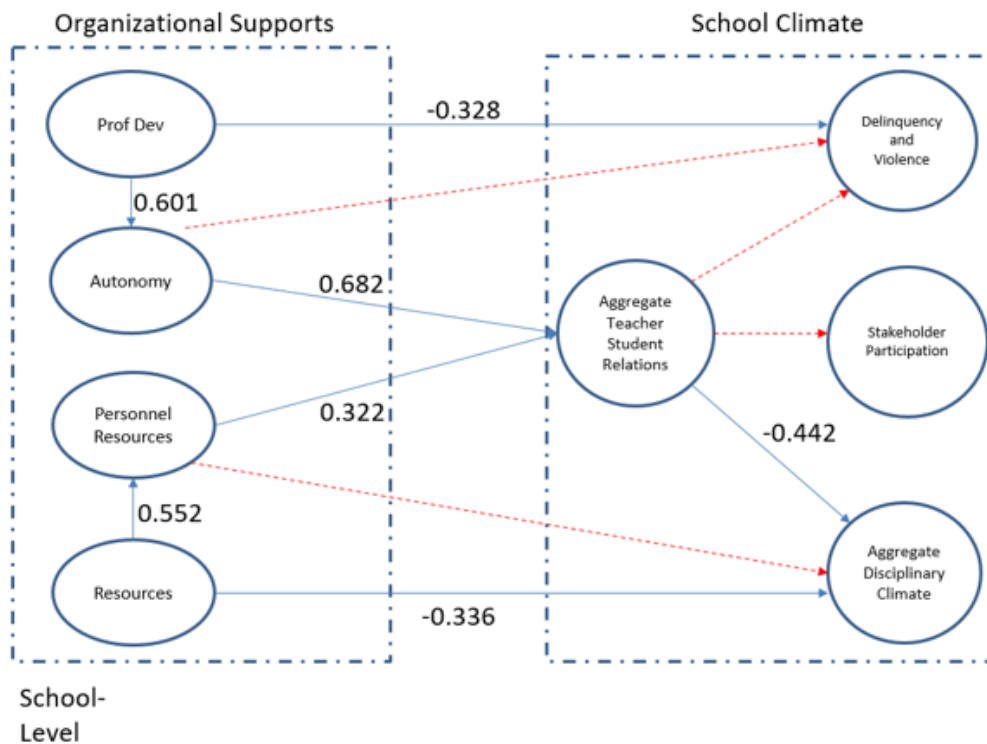 Organizational Supports
School Climate
Prof Dev
-0.328
Delinquency
and
Violence
0.601
Autonomy
0.682
Aggregate
Teacher
Student
Relations
Stakeholder
Participation
Personnel
Resources
0.322
-0.442
0.552
Resources
-0.336
Aggregate
Disciplinary
Climate
School-
Level